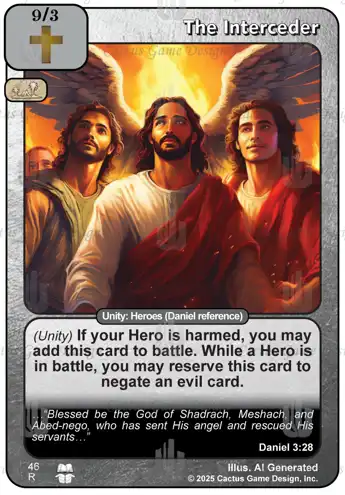 9/3
The Interceder
Unity: Heroes (Daniel reference)
(Unity) If your Hero is harmed, you may
add this card to battle. While a Hero is
in battle, you may reserve this card to
negate an evil card.
…"Blessed be the God of Shadrach, Meshach, and
Abed-nego, who has sent His angel and rescued His
servants…"
Daniel 3:28
46
R
Illus. AI Generated
© 2025 Cactus Game Design, Inc.